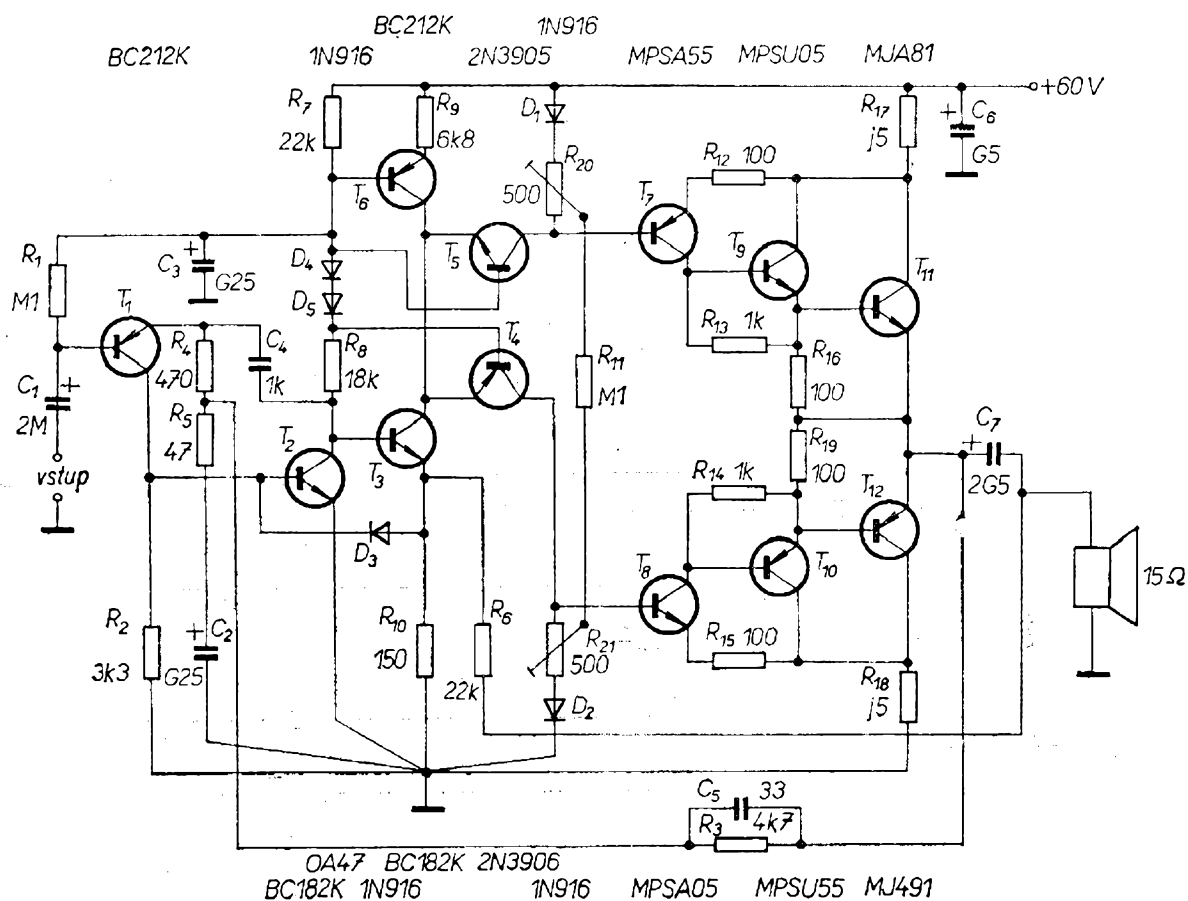 BC212K 1N916
BC212K 1N916 2N3905 MPSA55 MPSU05 MJA81
+60V
R7 22k
R9 6k8
D1
R20 500
R12 100
R17 j5
+ C6 G5
T6
T7
R1 M1
+ C3 G25
D4
D5
T5
T9
T11
T1
R4 470
C4 1k
R8 18k
T4
R13 1k
R11 M1
R16 100
C1 + 2M
R5 47
T2
T3
R19 100
+ C7 2G5
vstup
R14 1k
T12
D3
T8
T10
15Ω
R2 3k3
+ C2 G25
R10 150
R6 22k
R21 500
R15 100
R18 j5
D2
C5 33
R3 4k7
OA47 BC182K 2N3906
BC182K 1N916 1N916 MPSA05 MPSU55 MJ491